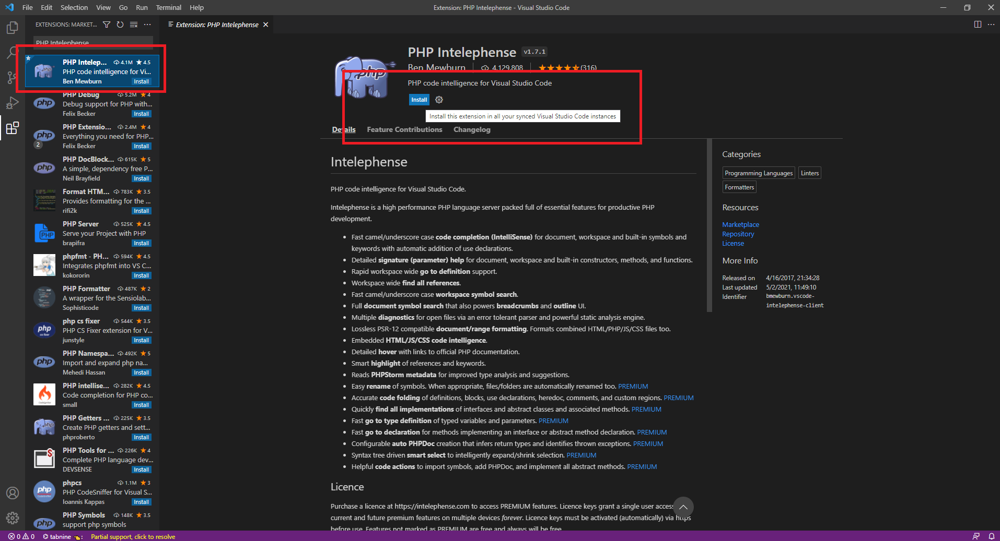 File Edit Selection View Go Run Terminal Help
Extension: PHP Intelephense - Visual Studio Code
EXTENSIONS: MARKET...
Extension: PHP Intelephense
PHP Intelephense
PHP Intelep... 4.1M ★ 4.5
PHP code intelligence for Vi...
Ben Mewburn Install
PHP Debug 5.2M ★ 4
Debug support for PHP with...
Felix Becker Install
PHP Extensio... 2.4M ★ 4
Everything you need for PHP...
Felix Becker Install
2
PHP DocBlock... 615K ★ 5
A simple, dependency free P...
Neil Brayfield Install
Format HTM... 783K ★ 3.5
Provides formatting for the ...
rifi2k Install
PHP Server 525K ★ 4.5
Serve your Project with PHP
brapifra Install
phpfmt - PH... 594K ★ 4.5
Integrates phpfmt into VS C...
kokororin Install
PHP Formatter 487K ★ 2
A wrapper for the Sensiolab...
Sophisticode Install
php cs fixer 544K ★ 3.5
PHP CS Fixer extension for V...
junstyle Install
PHP Namespa... 492K ★ 5
Import and expand php na...
Mehedi Hassan Install
PHP intellise... 282K ★ 4.5
Code completion for PHP co...
small Install
PHP Getters ... 225K ★ 3.5
Create PHP getters and sett...
phproberto Install
PHP Tools for ... 226K ★ 4
Complete PHP language dev...
DEVSENSE Install
phpcs 1.1M ★ 3
PHP CodeSniffer for Visual S...
Ioannis Kappas Install
PHP Symbols 148K ★ 3.5
support php symbols
PHP Intelephense v1.7.1
Ben Mewburn 4,129,808 (316)
PHP code intelligence for Visual Studio Code
Install
Install this extension in all your synced Visual Studio Code instances
Details Feature Contributions Changelog
Intelephense
PHP code intelligence for Visual Studio Code.
Intelephense is a high performance PHP language server packed full of essential features for productive PHP
development.
• Fast camel/underscore case code completion (IntelliSense) for document, workspace and built-in symbols and
keywords with automatic addition of use declarations.
• Detailed signature (parameter) help for document, workspace and built-in constructors, methods, and functions.
• Rapid workspace wide go to definition support.
• Workspace wide find all references.
• Fast camel/underscore case workspace symbol search.
• Full document symbol search that also powers breadcrumbs and outline UI.
• Multiple diagnostics for open files via an error tolerant parser and powerful static analysis engine.
• Lossless PSR-12 compatible document/range formatting. Formats combined HTML/PHP/JS/CSS files too.
• Embedded HTML/JS/CSS code intelligence.
• Detailed hover with links to official PHP documentation.
• Smart highlight of references and keywords.
• Reads PHPStorm metadata for improved type analysis and suggestions.
• Easy rename of symbols. When appropriate, files/folders are automatically renamed too. PREMIUM
• Accurate code folding of definitions, blocks, use declarations, heredoc, comments, and custom regions. PREMIUM
• Quickly find all implementations of interfaces and abstract classes and associated methods. PREMIUM
• Fast go to type definition of typed variables and parameters. PREMIUM
• Fast go to declaration for methods implementing an interface or abstract method declaration. PREMIUM
• Configurable auto PHPDoc creation that infers return types and identifies thrown exceptions. PREMIUM
• Syntax tree driven smart select to intelligently expand/shrink selection. PREMIUM
• Helpful code actions to import symbols, add PHPDoc, and implement all abstract methods. PREMIUM
Licence
Purchase a licence at https://intelephense.com to access PREMIUM features. Licence keys grant a single user access
current and future premium features on multiple devices forever. Licence keys must be activated (automatically) via https
before use. Features not marked as PREMIUM are free and always will be free
Categories
Programming Languages Linters
Formatters
Resources
Marketplace
Repository
License
More Info
Released on 4/16/2017, 21:34:28
Last updated 5/2/2021, 11:49:10
Identifier bmewburn.vscode-
intelephense-client
0 0 tabnine : Partial support, click to resolve